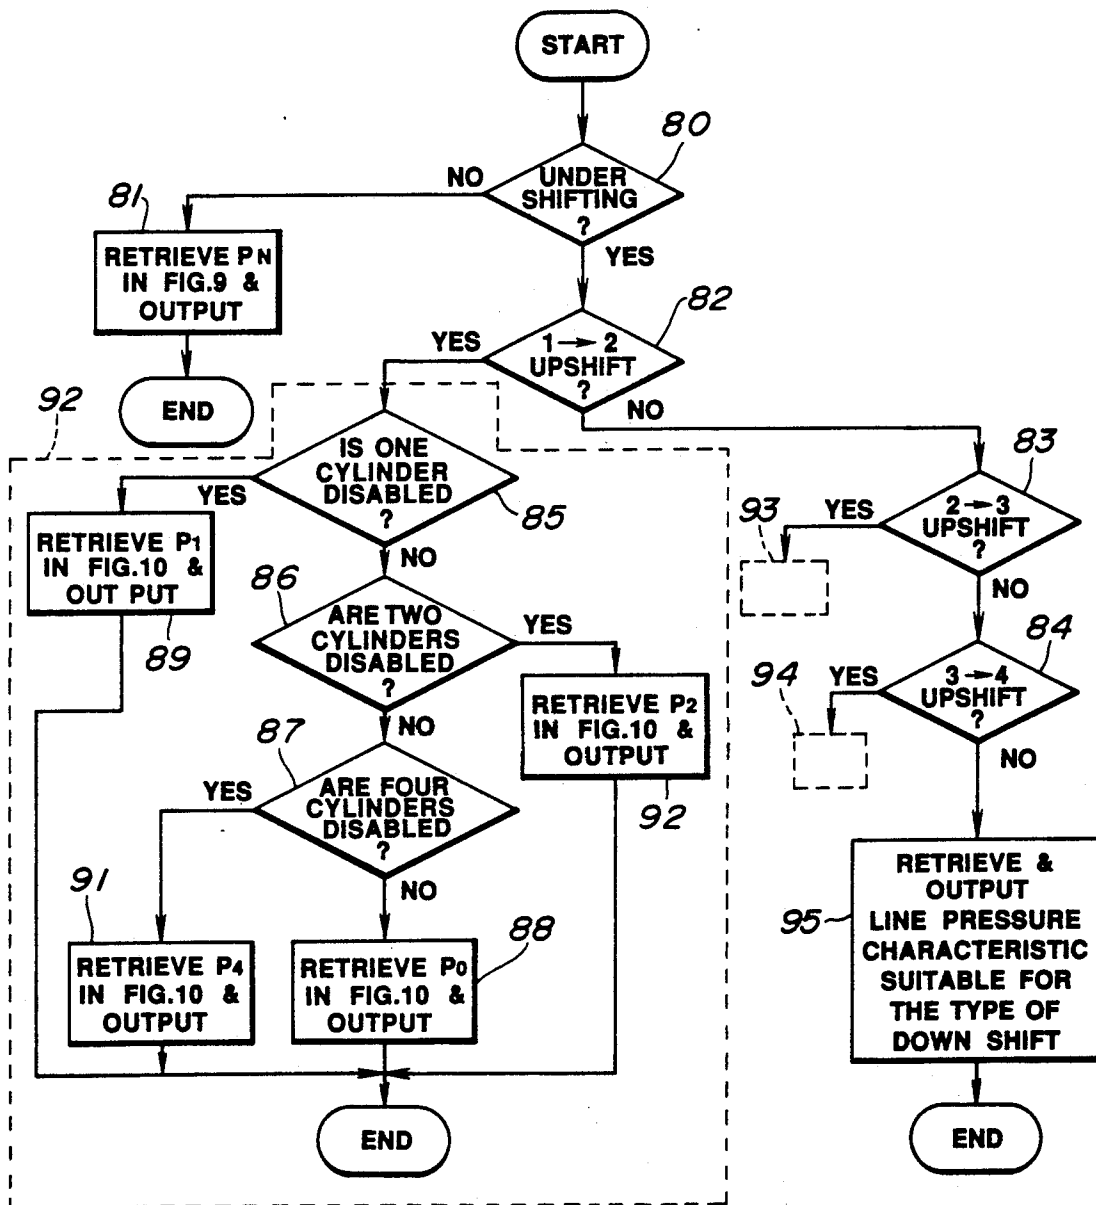 START
80
UNDER
SHIFTING
?
NO
YES
81
RETRIEVE PN
IN FIG.9 &
OUTPUT
END
82
1 → 2
UPSHIFT
?
YES
NO
92
IS ONE
CYLINDER
DISABLED
?
85
YES
NO
RETRIEVE P1
IN FIG.10 &
OUT PUT
89
86
ARE TWO
CYLINDERS
DISABLED
?
YES
NO
RETRIEVE P2
IN FIG.10 &
OUTPUT
92
87
ARE FOUR
CYLINDERS
DISABLED
?
YES
NO
91
RETRIEVE P4
IN FIG.10 &
OUTPUT
88
RETRIEVE P0
IN FIG.10 &
OUTPUT
END
83
2 → 3
UPSHIFT
?
YES
NO
93
84
3 → 4
UPSHIFT
?
YES
NO
94
95
RETRIEVE &
OUTPUT
LINE PRESSURE
CHARACTERISTIC
SUITABLE FOR
THE TYPE OF
DOWN SHIFT
END